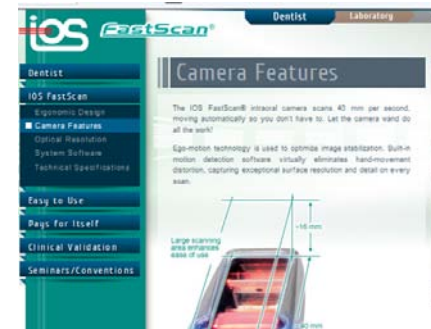 Dentist
Laboratory
iOS FastScan®
Dentist
IOS FastScan
Ergonomic Design
Camera Features
Optical Resolution
System Software
Technical Specifications
Easy to Use
Pays for Itself
Clinical Validation
Seminars/Conventions
Camera Features
The IOS FastScan® intraoral camera scans 40 mm per second,
moving automatically so you don't have to. Let the camera wand do
all the work!
Ego-motion technology is used to optimize image stabilization. Built-in
motion detection software virtually eliminates hand-movement
distortion, capturing exceptional surface resolution and detail on every
scan.
~16 mm
Large scanning
area enhances
ease of use
40 mm